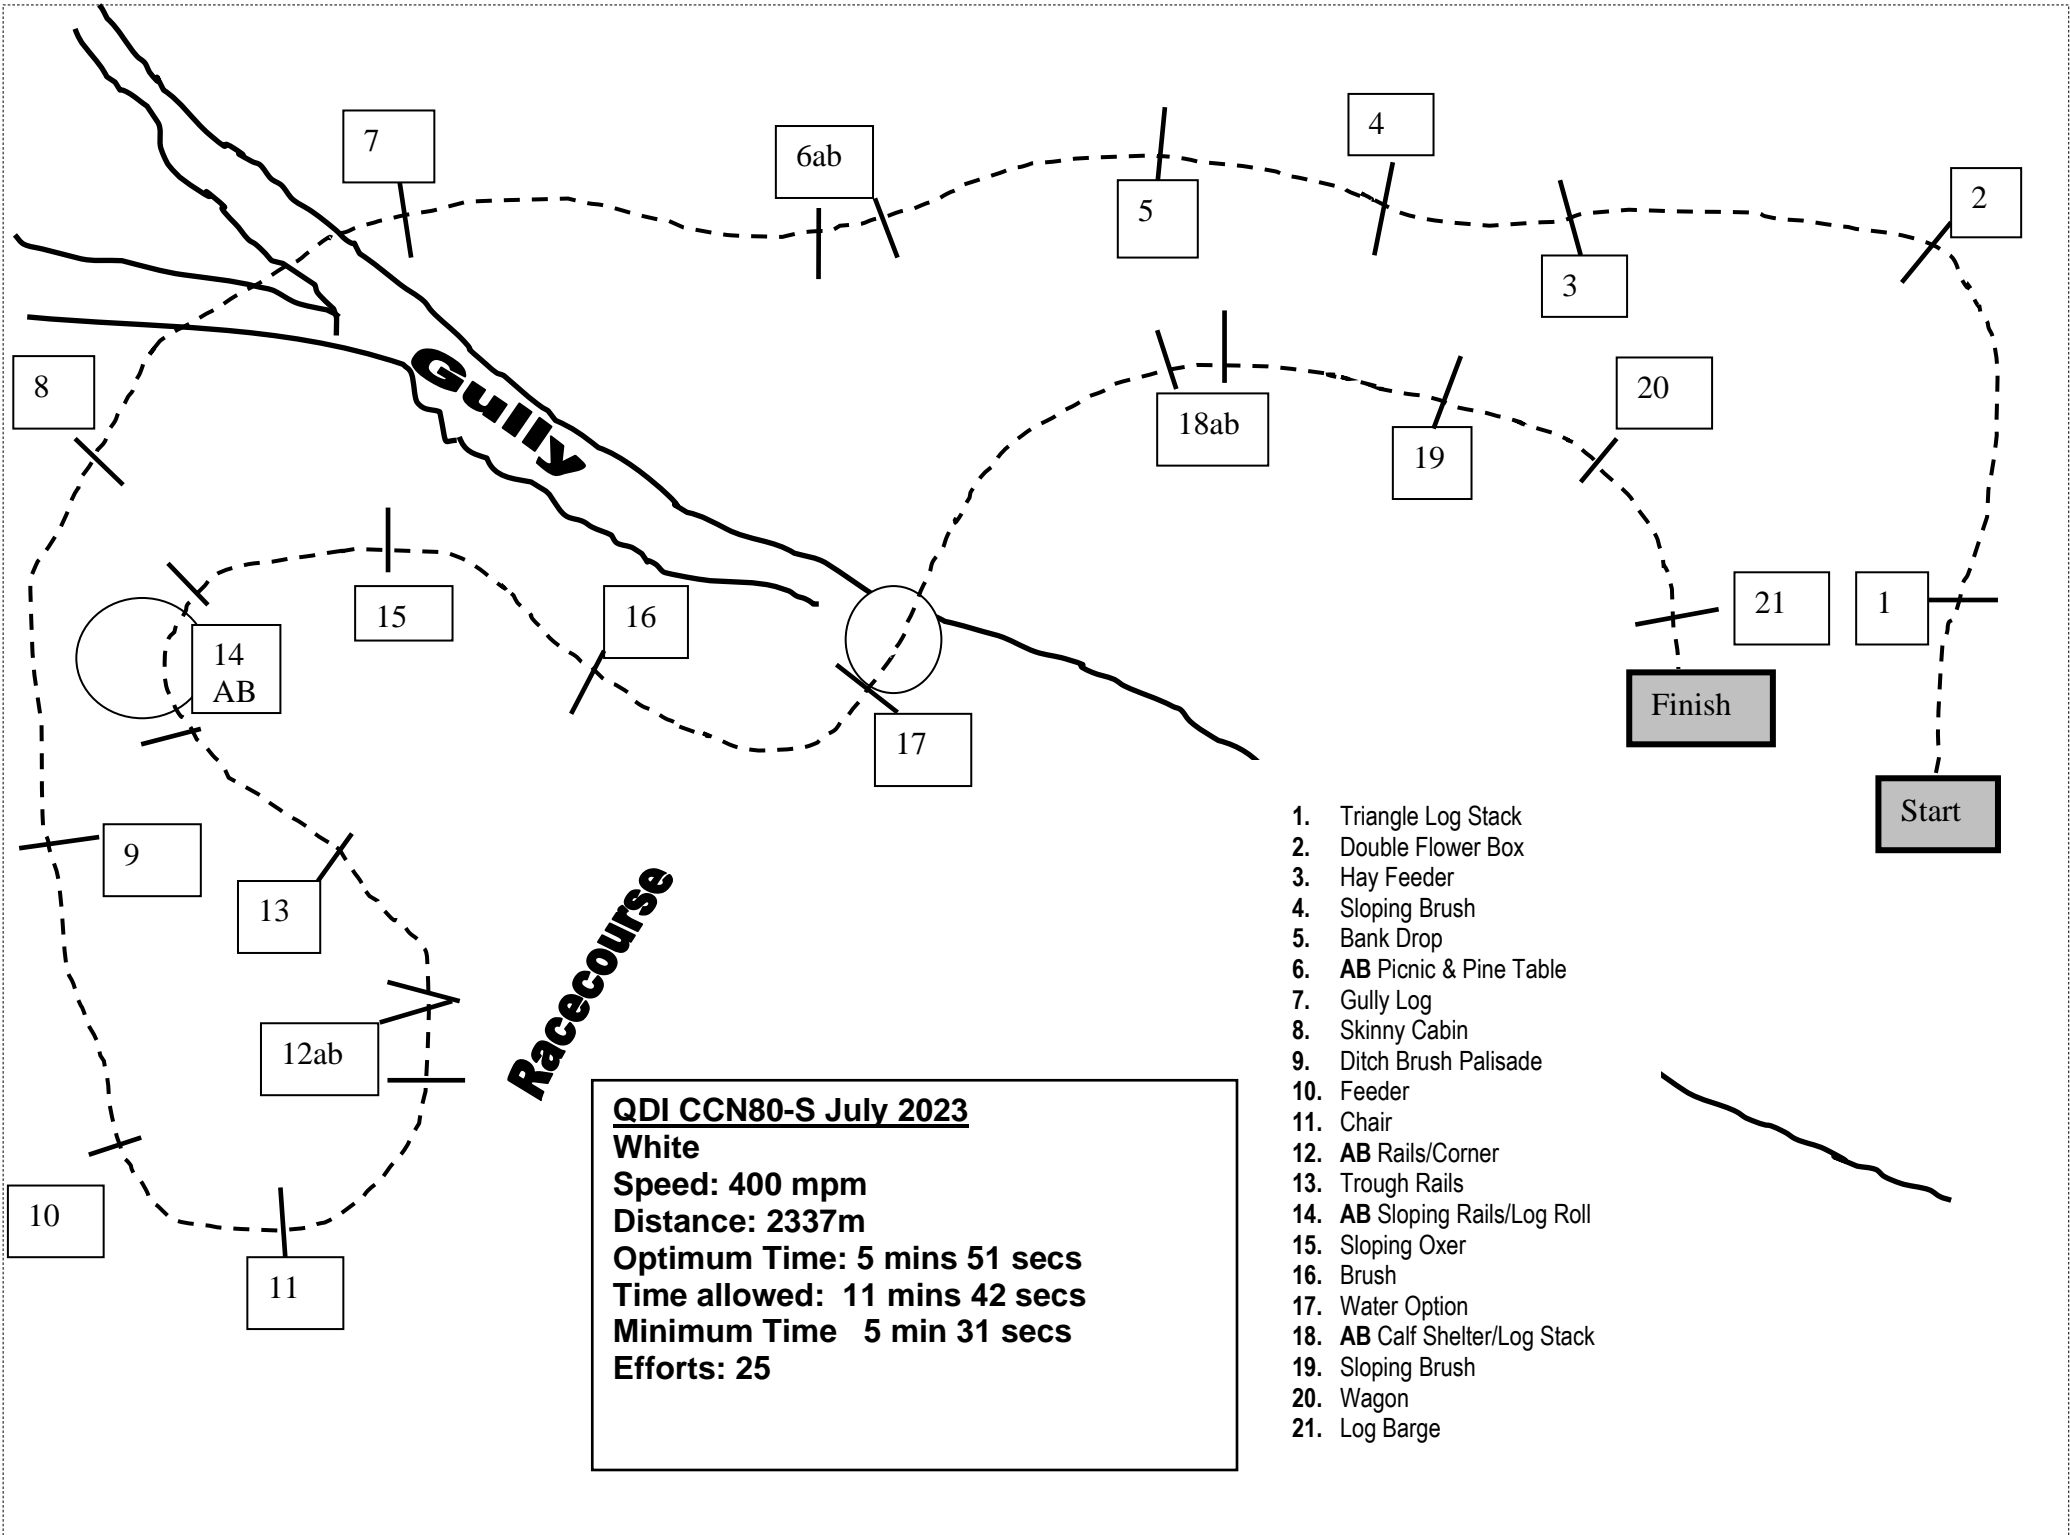 7
6ab
5
4
3
2
8
Gully
18ab
19
20
15
16
14
AB
17
21
1
Finish
Start
9
13
12ab
10
11
Racecourse
QDI CCN80-S July 2023
White
Speed: 400 mpm
Distance: 2337m
Optimum Time: 5 mins 51 secs
Time allowed:  11 mins 42 secs
Minimum Time   5 min 31 secs
Efforts: 25
1. Triangle Log Stack
2. Double Flower Box
3. Hay Feeder
4. Sloping Brush
5. Bank Drop
6. AB Picnic & Pine Table
7. Gully Log
8. Skinny Cabin
9. Ditch Brush Palisade
10. Feeder
11. Chair
12. AB Rails/Corner
13. Trough Rails
14. AB Sloping Rails/Log Roll
15. Sloping Oxer
16. Brush
17. Water Option
18. AB Calf Shelter/Log Stack
19. Sloping Brush
20. Wagon
21. Log Barge